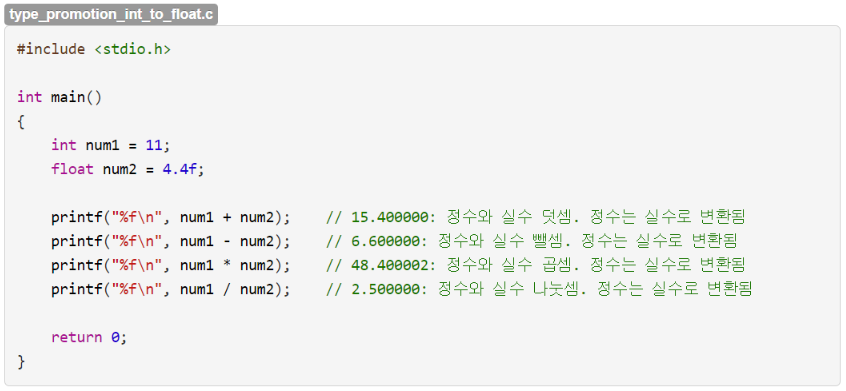 type_promotion_int_to_float.c
#include <stdio.h>
int main()
{
int num1 = 11;
float num2 = 4.4f;
printf("%f\n", num1 + num2);    // 15.400000: 정수와 실수 덧셈. 정수는 실수로 변환됨
printf("%f\n", num1 - num2);    // 6.600000: 정수와 실수 뺄셈. 정수는 실수로 변환됨
printf("%f\n", num1 * num2);    // 48.400002: 정수와 실수 곱셈. 정수는 실수로 변환됨
printf("%f\n", num1 / num2);    // 2.500000: 정수와 실수 나눗셈. 정수는 실수로 변환됨
return 0;
}